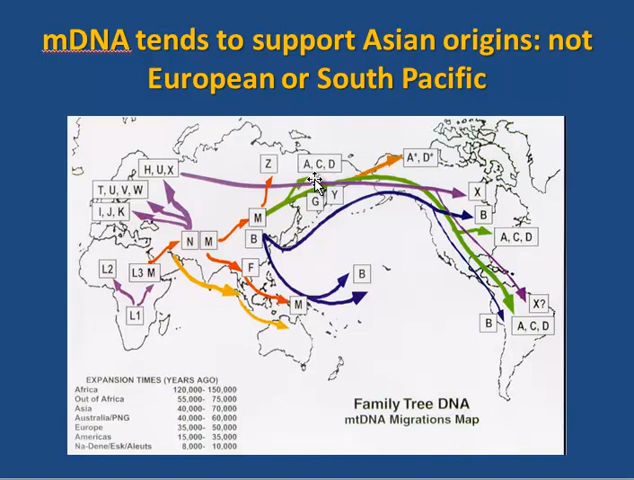 mDNA tends to support Asian origins: not
European or South Pacific
Z
A, C, D
A*, D*
H, U,X
T, U, V, W
I, J, K
X
Y
G
M
B
B
A, C, D
N
M
L2
L3 M
F
B
L1
M
X?
B
A, C, D
EXPANSION TIMES (YEARS AGO)
Africa 120,000- 150,000
Out of Africa 55,000- 75,000
Asia 40,000- 70,000
Australia/PNG 40,000- 60,000
Europe 35,000- 50,000
Americas 15,000- 35,000
Na-Dene/Esk/Aleuts 8,000- 10,000
Family Tree DNA
mtDNA Migrations Map